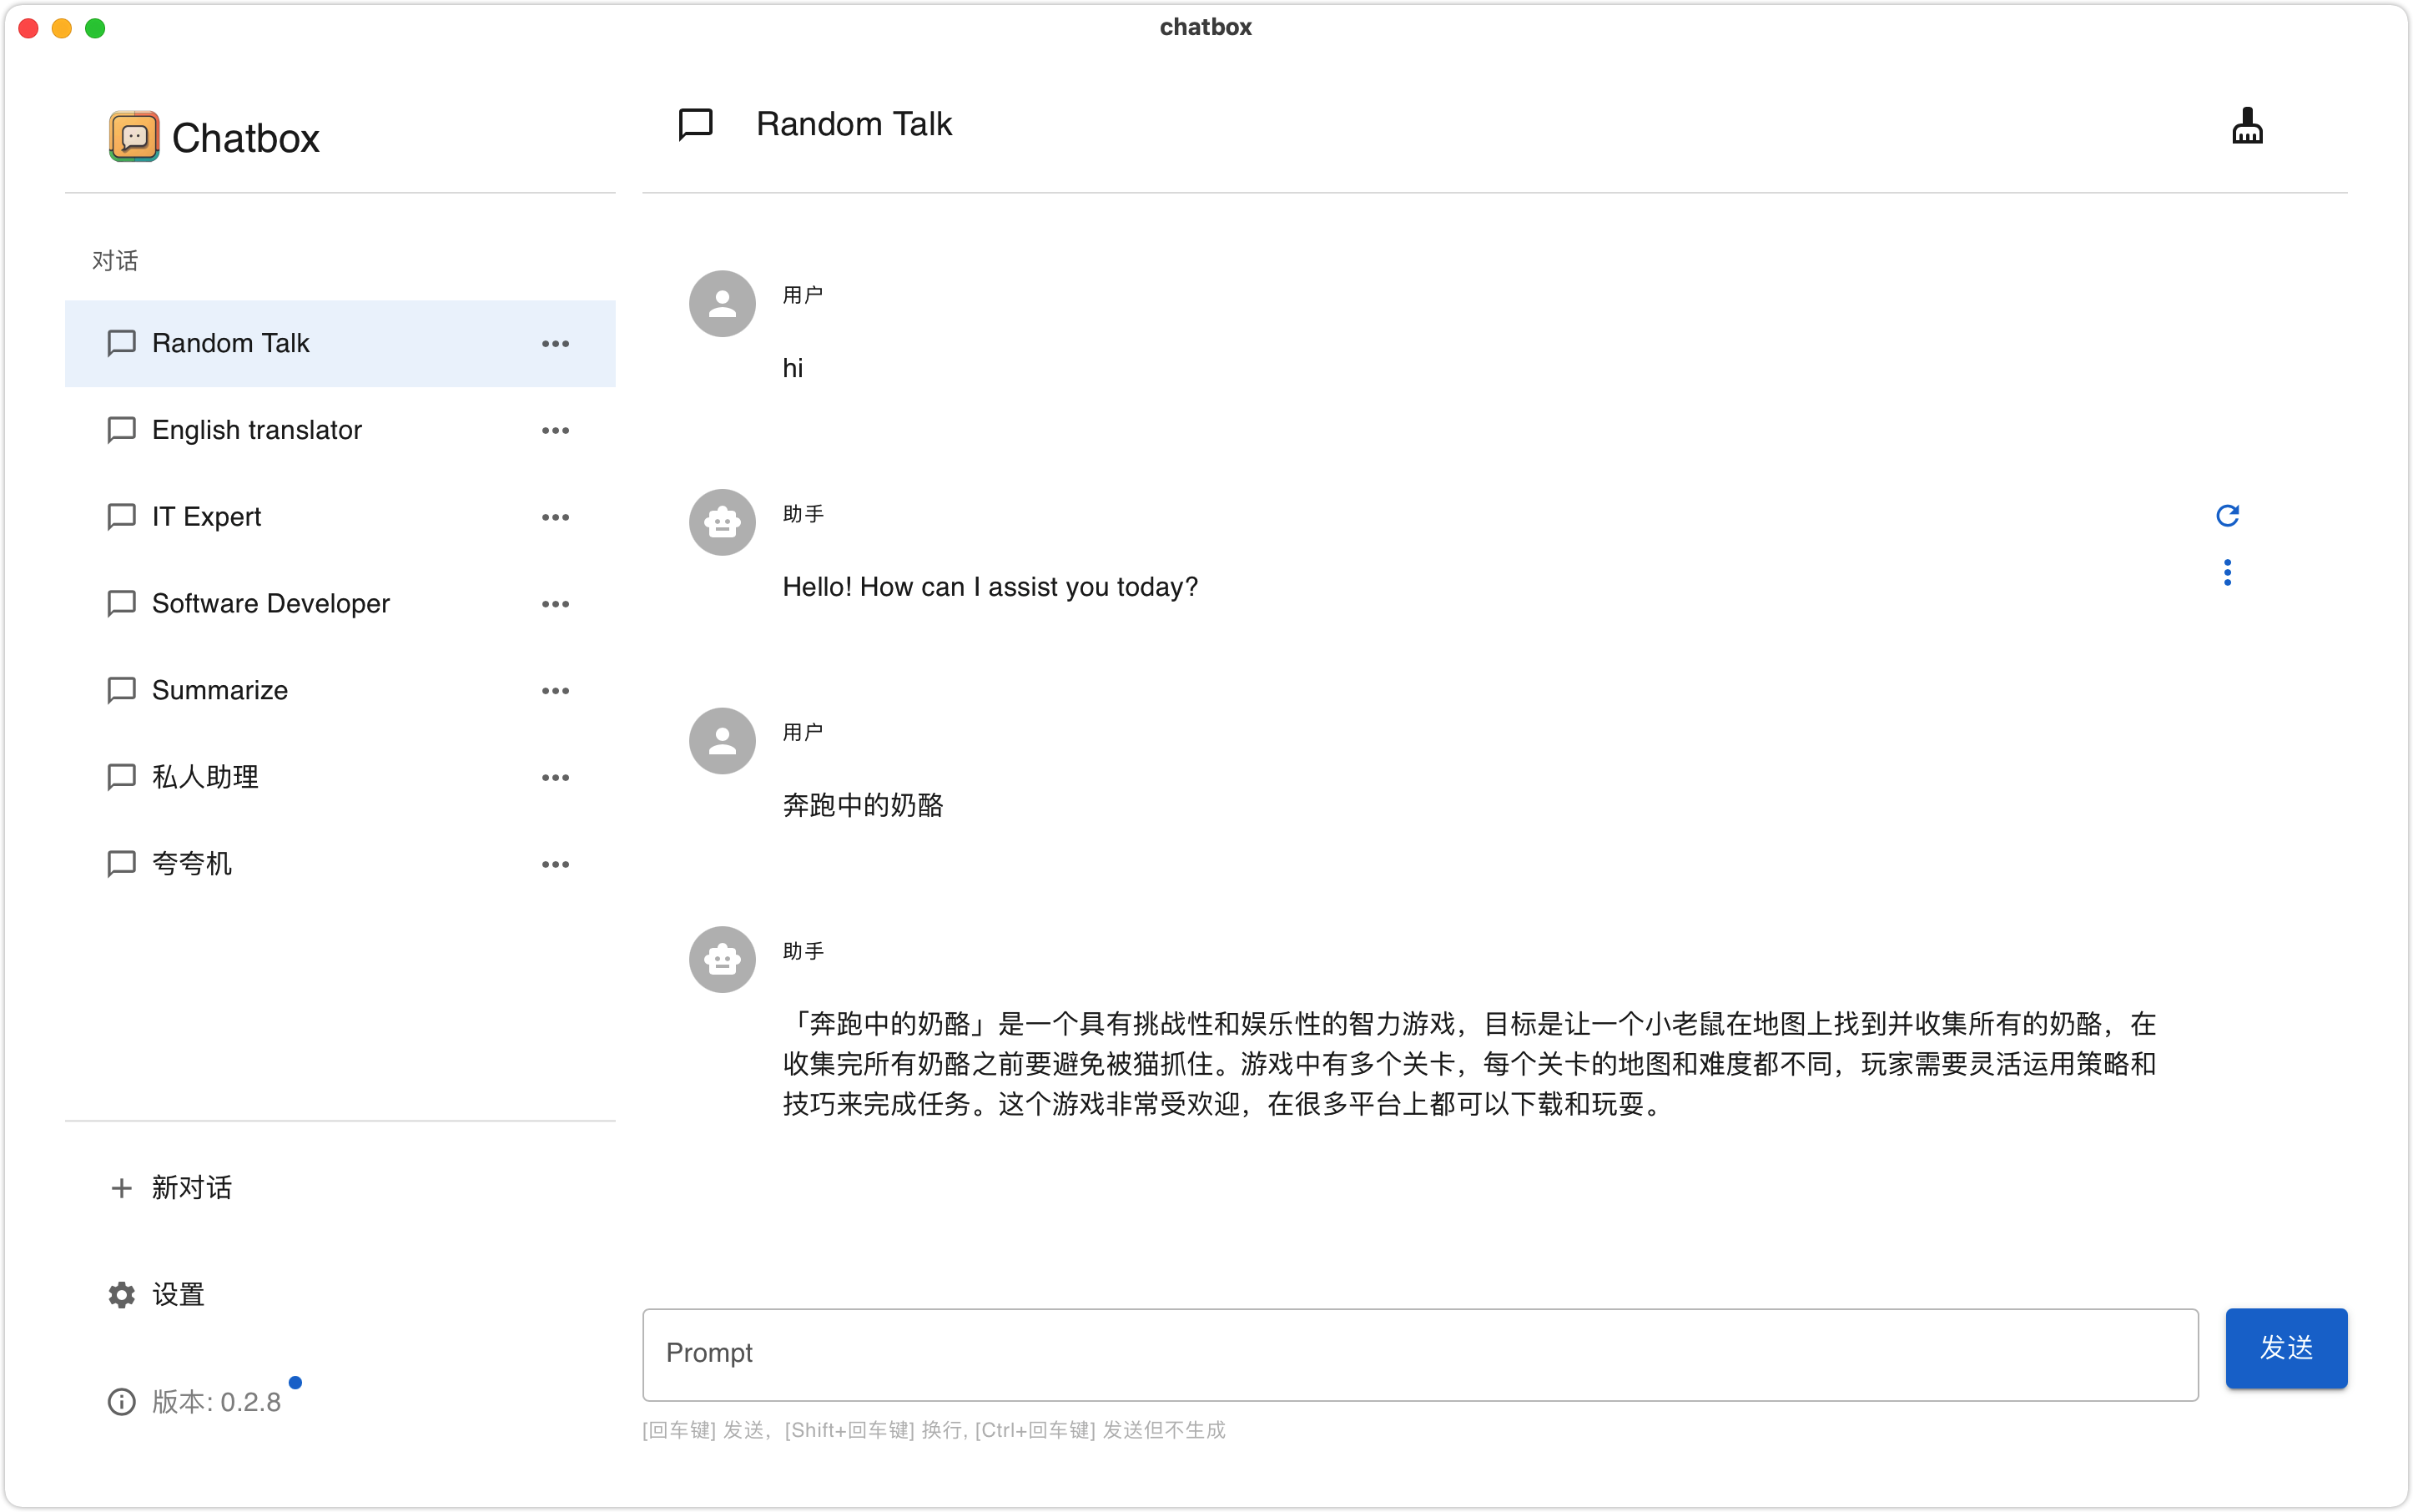 chatbox
Chatbox
对话
Random Talk
English translator
IT Expert
Software Developer
Summarize
私人助理
夸夸机
新对话
设置
版本: 0.2.8
Random Talk
用户
hi
助手
Hello! How can I assist you today?
用户
奔跑中的奶酪
助手
「奔跑中的奶酪」是一个具有挑战性和娱乐性的智力游戏，目标是让一个小老鼠在地图上找到并收集所有的奶酪，在
收集完所有奶酪之前要避免被猫抓住。游戏中有多个关卡，每个关卡的地图和难度都不同，玩家需要灵活运用策略和
技巧来完成任务。这个游戏非常受欢迎，在很多平台上都可以下载和玩耍。
Prompt
发送
[回车键] 发送，[Shift+回车键] 换行, [Ctrl+回车键] 发送但不生成